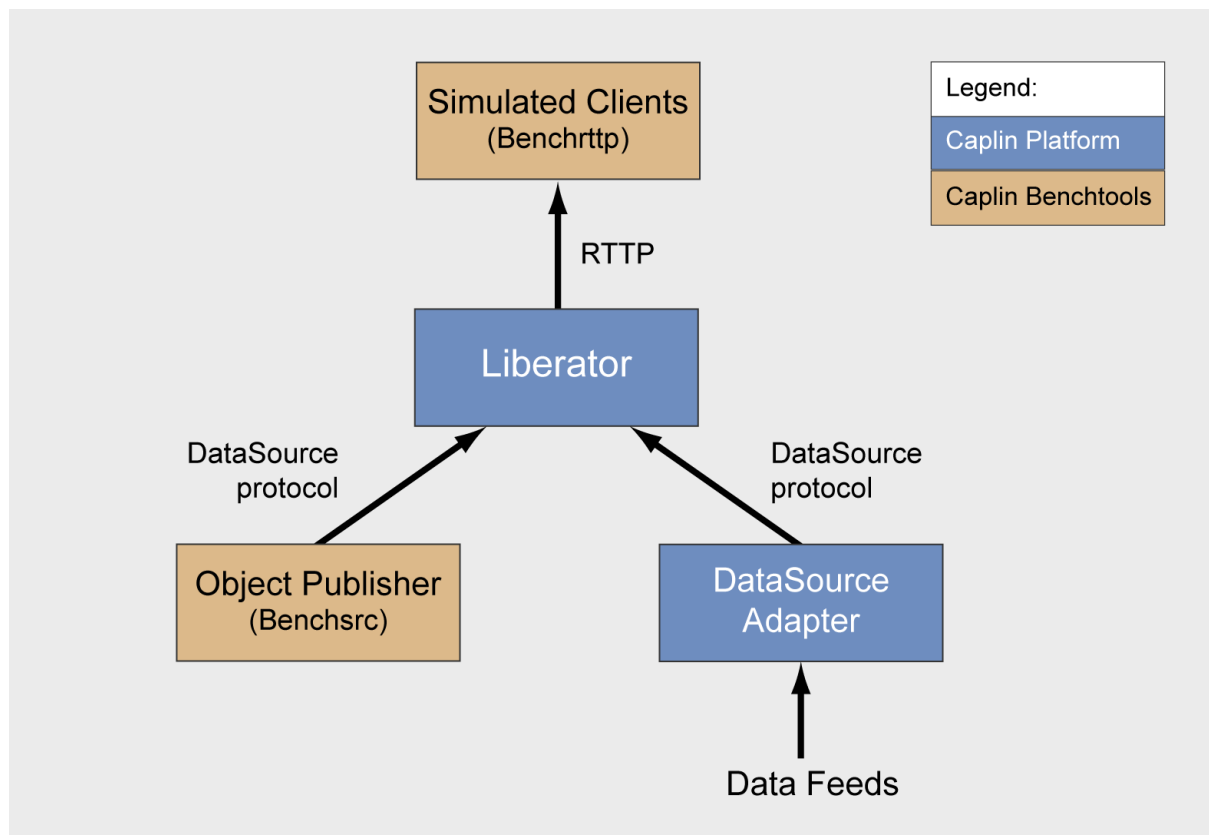 Simulated Clients
(Benchrttp)
Legend:
Caplin Platform
Caplin Benchtools
RTTP
Liberator
DataSource
protocol
DataSource
protocol
Object Publisher
(Benchsrc)
DataSource
Adapter
Data Feeds